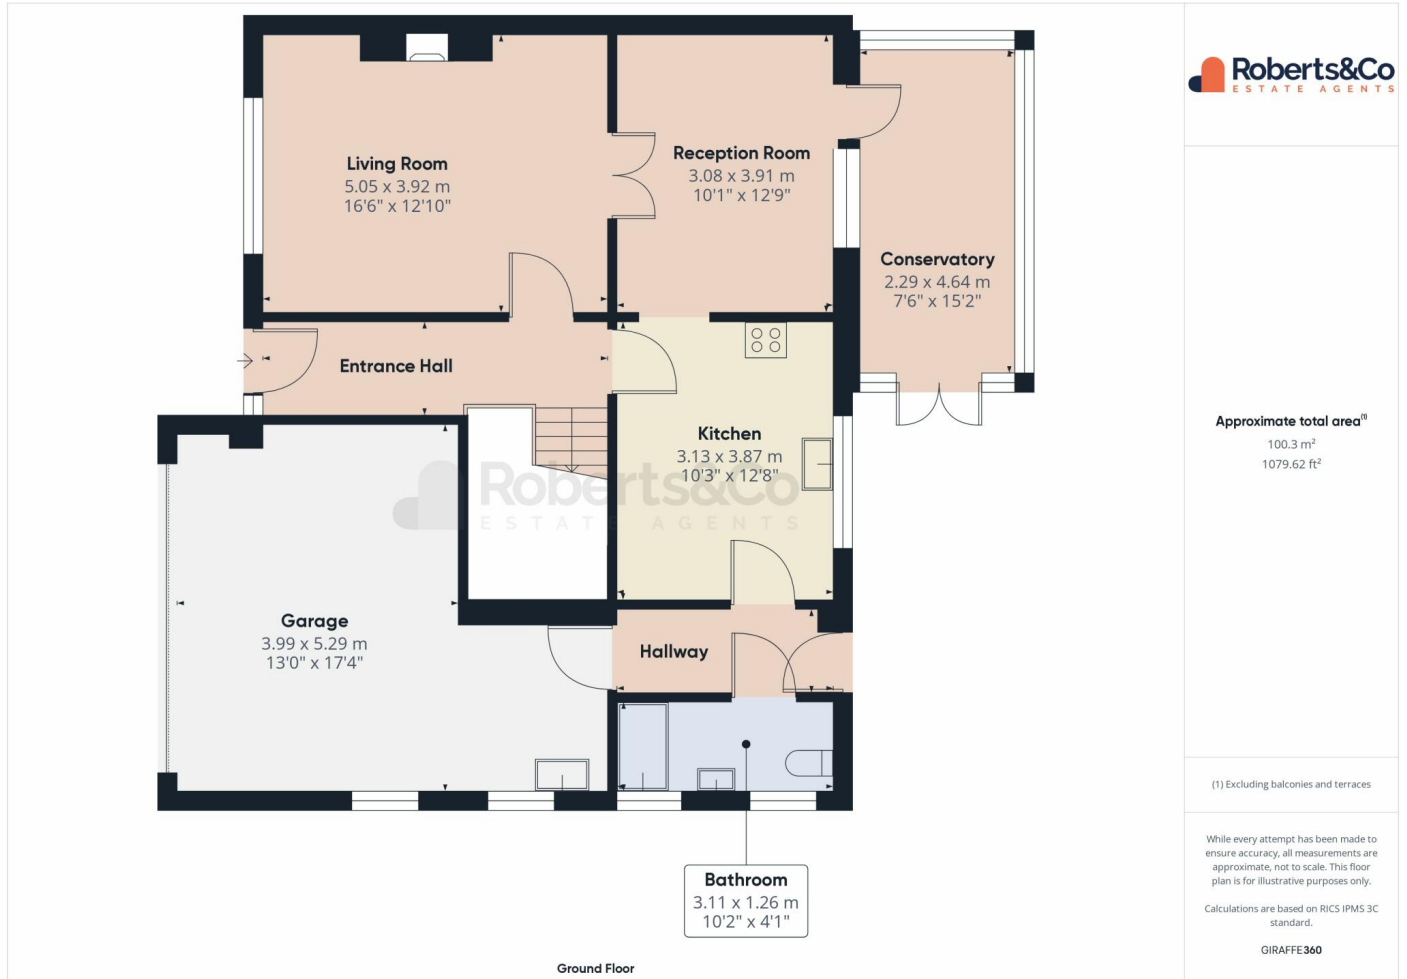 Roberts&Co
ESTATE AGENTS
Living Room
5.05 x 3.92 m
16'6" x 12'10"
Reception Room
3.08 x 3.91 m
10'1" x 12'9"
Conservatory
2.29 x 4.64 m
7'6" x 15'2"
Entrance Hall
Kitchen
3.13 x 3.87 m
10'3" x 12'8"
Roberts&Co
ESTATE AGENTS
Garage
3.99 x 5.29 m
13'0" x 17'4"
Hallway
Bathroom
3.11 x 1.26 m
10'2" x 4'1"
Ground Floor
Approximate total area(1)
100.3 m²
1079.62 ft²
(1) Excluding balconies and terraces
While every attempt has been made to
ensure accuracy, all measurements are
approximate, not to scale. This floor
plan is for illustrative purposes only.
Calculations are based on RICS IPMS 3C
standard.
GIRAFFE360